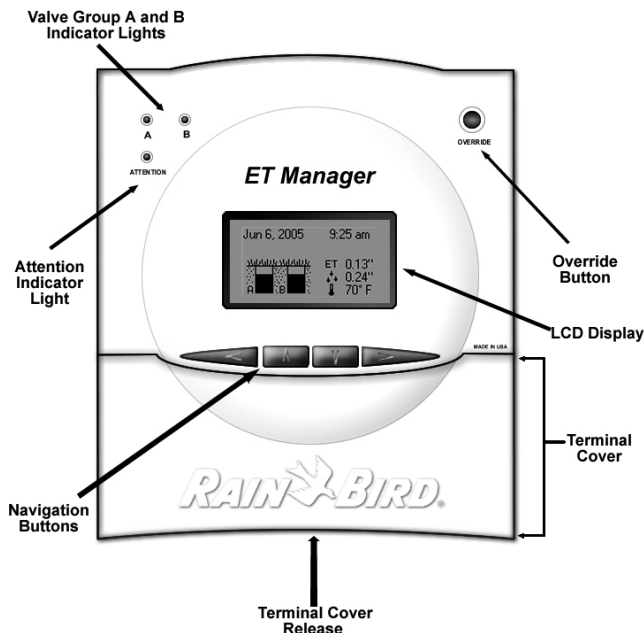 Valve Group A and B
Indicator Lights
A
B
OVERRIDE
ATTENTION
ET Manager
Jun 6, 2005 9:25 am
ET 0.13"
0.24"
A B 70° F
Attention
Indicator
Light
Override
Button
LCD Display
< ∧ ∨ >
MADE IN USA
Terminal
Cover
RAIN BIRD®
Navigation
Buttons
Terminal Cover
Release